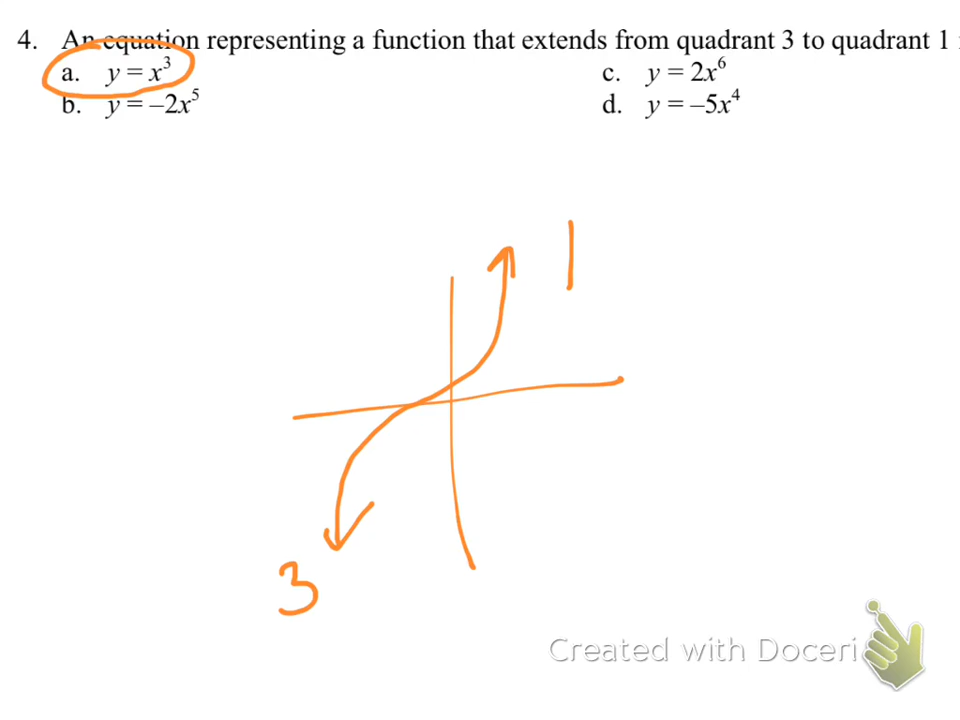 4. An equation representing a function that extends from quadrant 3 to quadrant 1
a. y = x³
c. y = 2x⁶
b. y = –2x⁵
d. y = –5x⁴
1
3
Created with Doceri